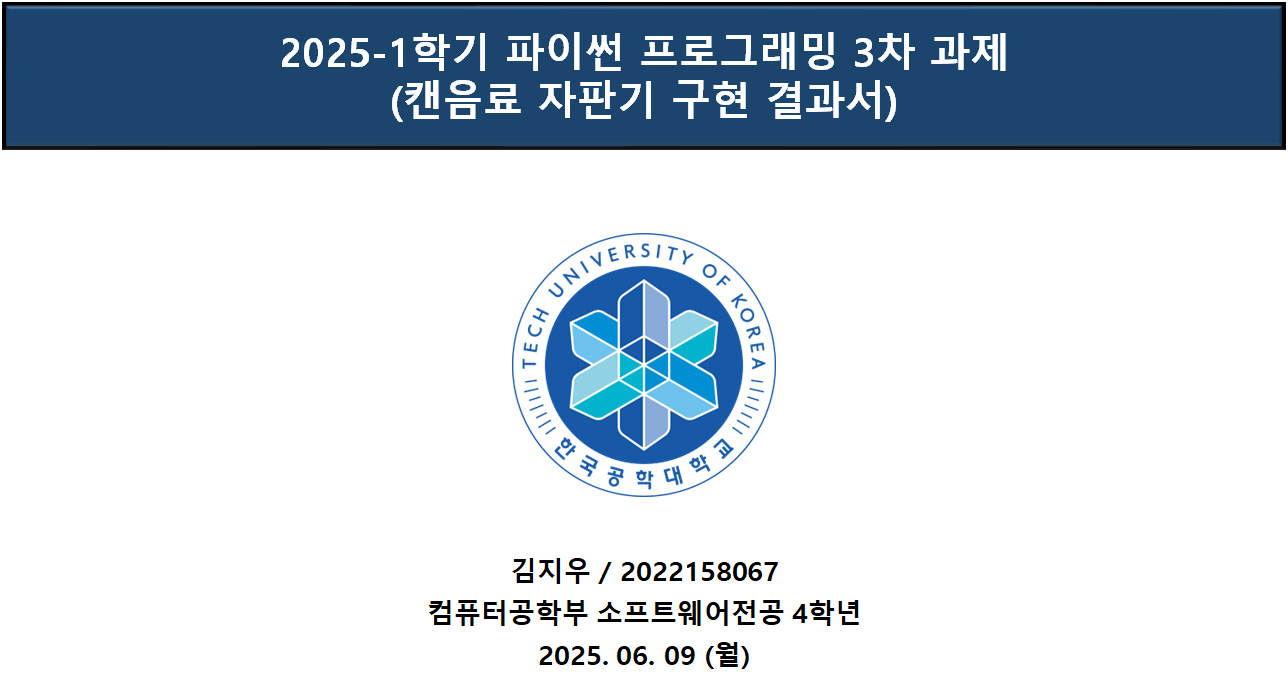 2025-1학기 파이썬 프로그래밍 3차 과제
(캔음료 자판기 구현 결과서)
TECH UNIVERSITY OF KOREA
한국공학대학교
김지우 / 2022158067
컴퓨터공학부 소프트웨어전공 4학년
2025. 06. 09 (월)